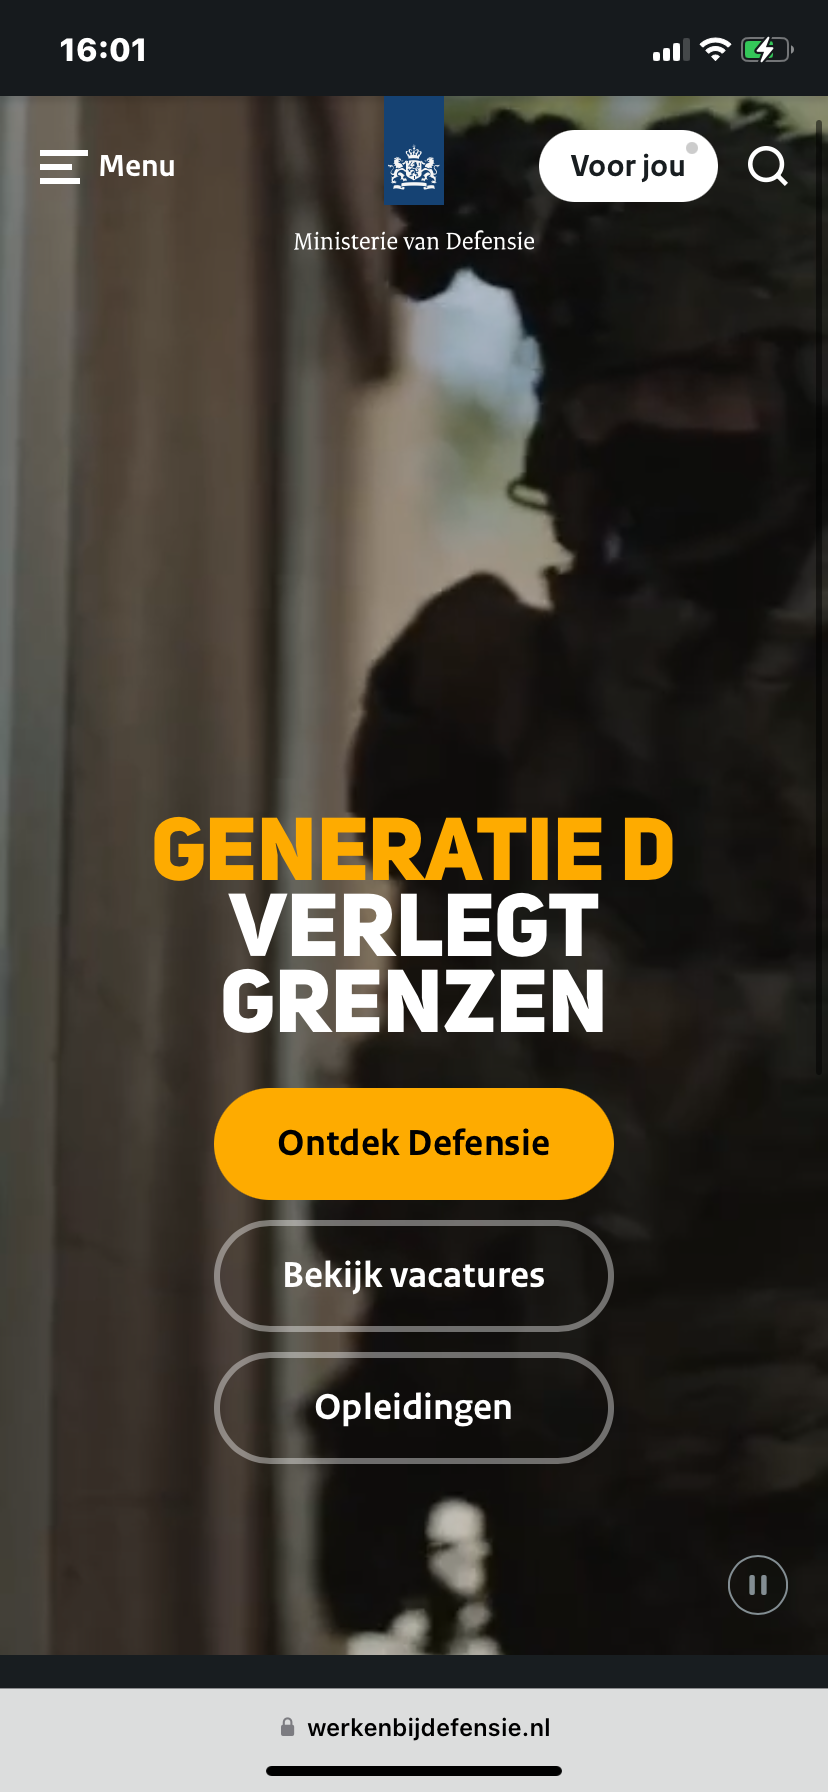 16:01
Menu
Voor jou
Ministerie van Defensie
GENERATIE D
VERLEGT
GRENZEN
Ontdek Defensie
Bekijk vacatures
Opleidingen
werkenbijdefensie.nl